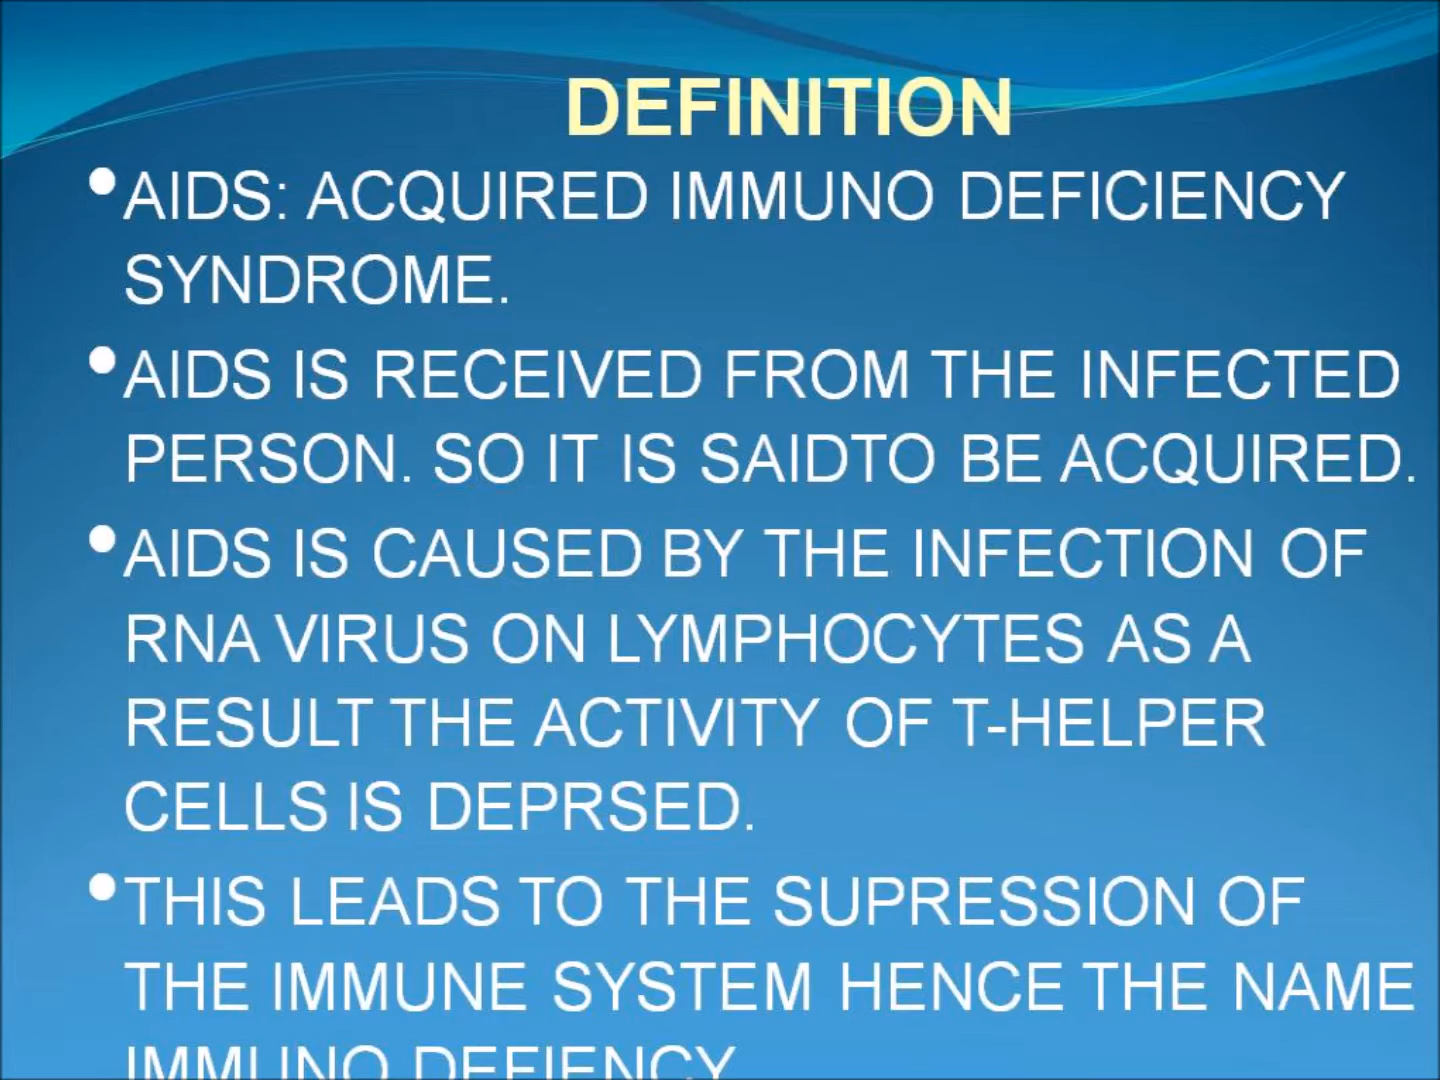 DEFINITION
•AIDS: ACQUIRED IMMUNO DEFICIENCY
SYNDROME.
•AIDS IS RECEIVED FROM THE INFECTED
PERSON. SO IT IS SAIDTO BE ACQUIRED.
•AIDS IS CAUSED BY THE INFECTION OF
RNA VIRUS ON LYMPHOCYTES AS A
RESULT THE ACTIVITY OF T-HELPER
CELLS IS DEPRSED.
•THIS LEADS TO THE SUPRESSION OF
THE IMMUNE SYSTEM HENCE THE NAME
IMMUNO DEFIENCY